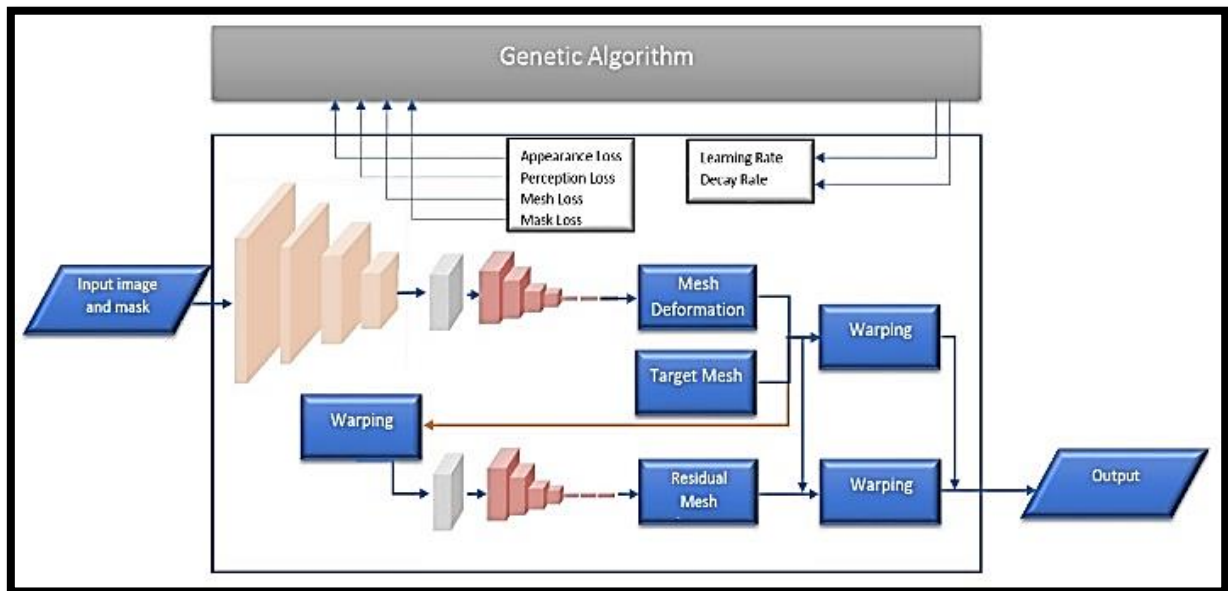 Genetic Algorithm
Appearance Loss
Perception Loss
Mesh Loss
Mask Loss
Learning Rate
Decay Rate
Input image
and mask
Mesh
Deformation
Warping
Target Mesh
Warping
Residual
Mesh
Warping
Output